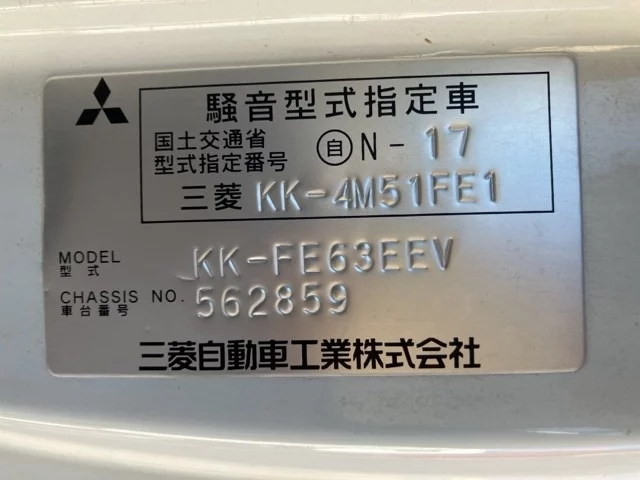 騒音型式指定車
国土交通省
型式指定番号 自N-17
三菱 KK-4M51FE1
MODEL KK-FE63EEV
型式
CHASSIS NO. 562859
車台番号
三菱自動車工業株式会社